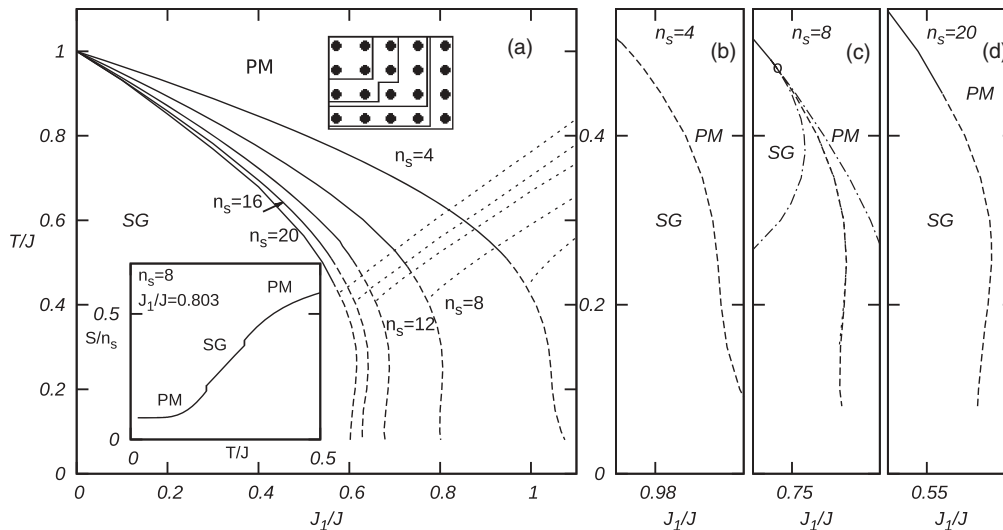 (a)
PM
1
0.8
0.6
0.4
0.2
0
T/J
SG
n_s=4
n_s=16
n_s=20
n_s=12
n_s=8
n_s=8
J_1/J=0.803
PM
SG
PM
0.5
S/n_s
0
0
T/J
0.5
0
0.2
0.4
0.6
0.8
1
J_1/J
n_s=4
(b)
PM
SG
0.4
0.2
0
0.98
J_1/J
n_s=8
(c)
PM
SG
0.75
J_1/J
n_s=20
(d)
PM
SG
0.55
J_1/J